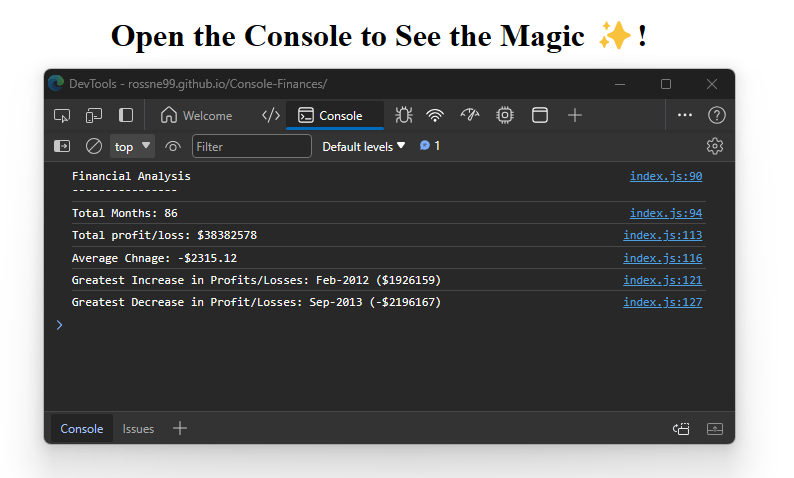 Open the Console to See the Magic ✨!
DevTools - rossne99.github.io/Console-Finances/
Welcome Console
top Filter Default levels 1
Financial Analysis index.js:90
----------------
Total Months: 86 index.js:94
Total profit/loss: $38382578 index.js:113
Average Chnage: -$2315.12 index.js:116
Greatest Increase in Profits/Losses: Feb-2012 ($1926159) index.js:121
Greatest Decrease in Profit/Losses: Sep-2013 (-$2196167) index.js:127
Console Issues